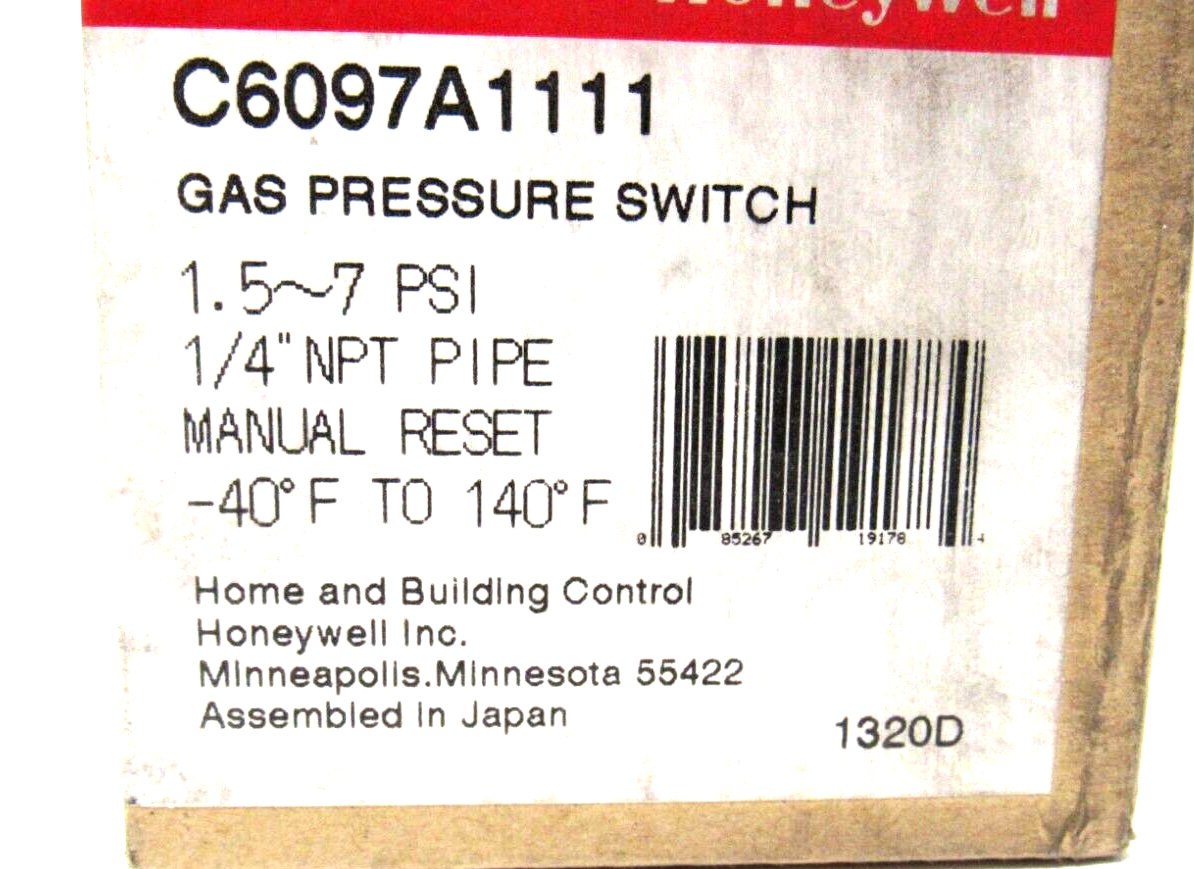 Honeywell
C6097A1111
GAS PRESSURE SWITCH
1.5~7 PSI
1/4" NPT PIPE
MANUAL RESET
-40°F TO 140°F
0 85267 19178 4
Home and Building Control
Honeywell Inc.
Minneapolis.Minnesota 55422
Assembled in Japan
1320D